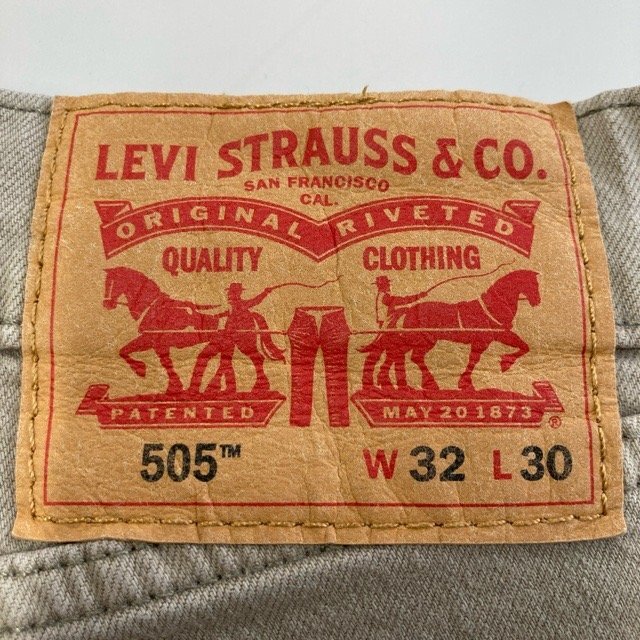 LEVI STRAUSS & CO.
SAN FRANCISCO
CAL.
ORIGINAL RIVETED
QUALITY CLOTHING
PATENTED MAY 20 1873 ®
505™ W 32 L 30